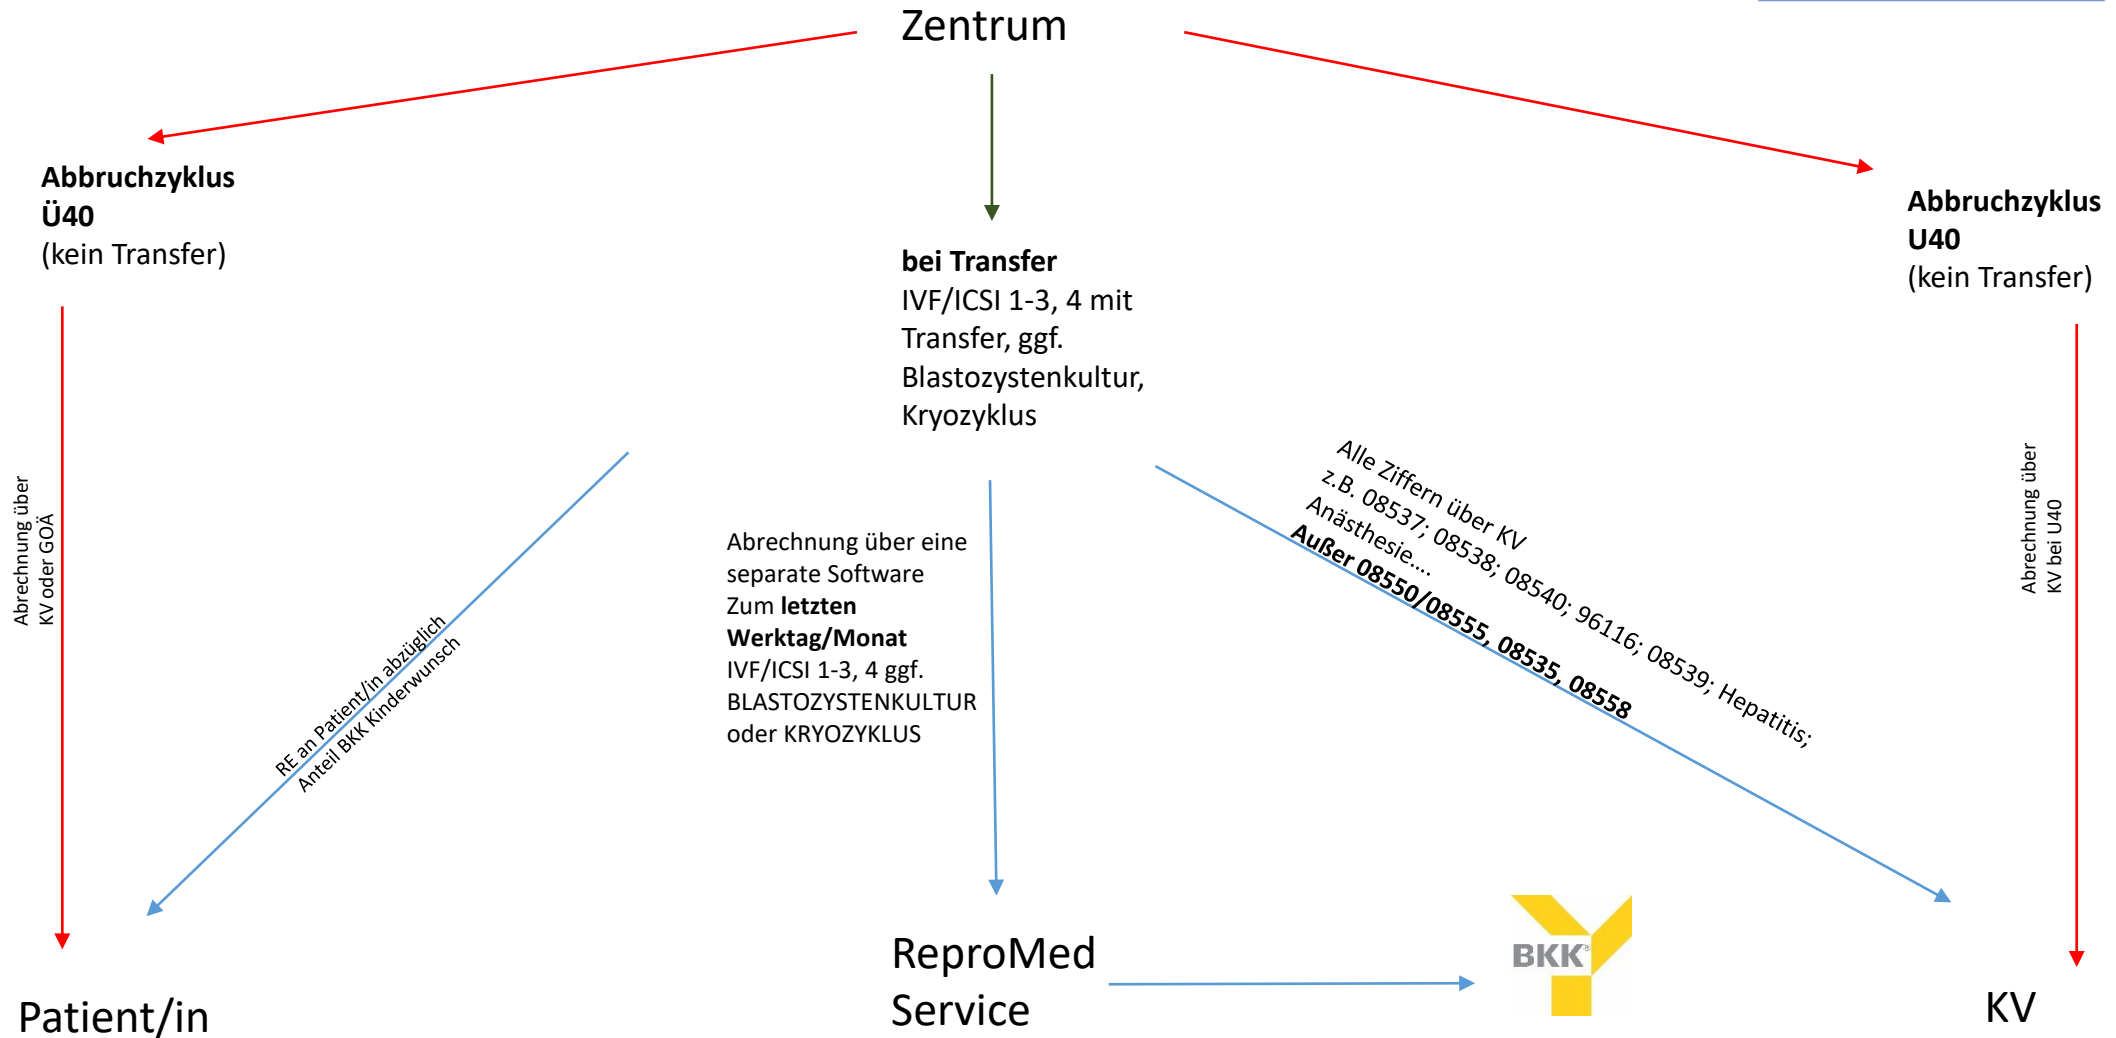 Zentrum
Abbruchzyklus
Ü40
(kein Transfer)
bei Transfer
IVF/ICSI 1-3, 4 mit
Transfer, ggf.
Blastozystenkultur,
Kryozyklus
Abbruchzyklus
U40
(kein Transfer)
Abrechnung über
KV oder GOÄ
RE an Patient/in abzüglich
Anteil BKK Kinderwunsch
Abrechnung über eine
separate Software
Zum letzten
Werktag/Monat
IVF/ICSI 1-3, 4 ggf.
BLASTOZYSTENKULTUR
oder KRYOZYKLUS
Alle Ziffern über KV
z.B. 08537; 08538; 08540; 96116; 08539; Hepatitis;
Anästhesie....
Außer 08550/08555, 08535, 08558
Abrechnung über
KV bei U40
Patient/in
ReproMed
Service
BKK®
KV